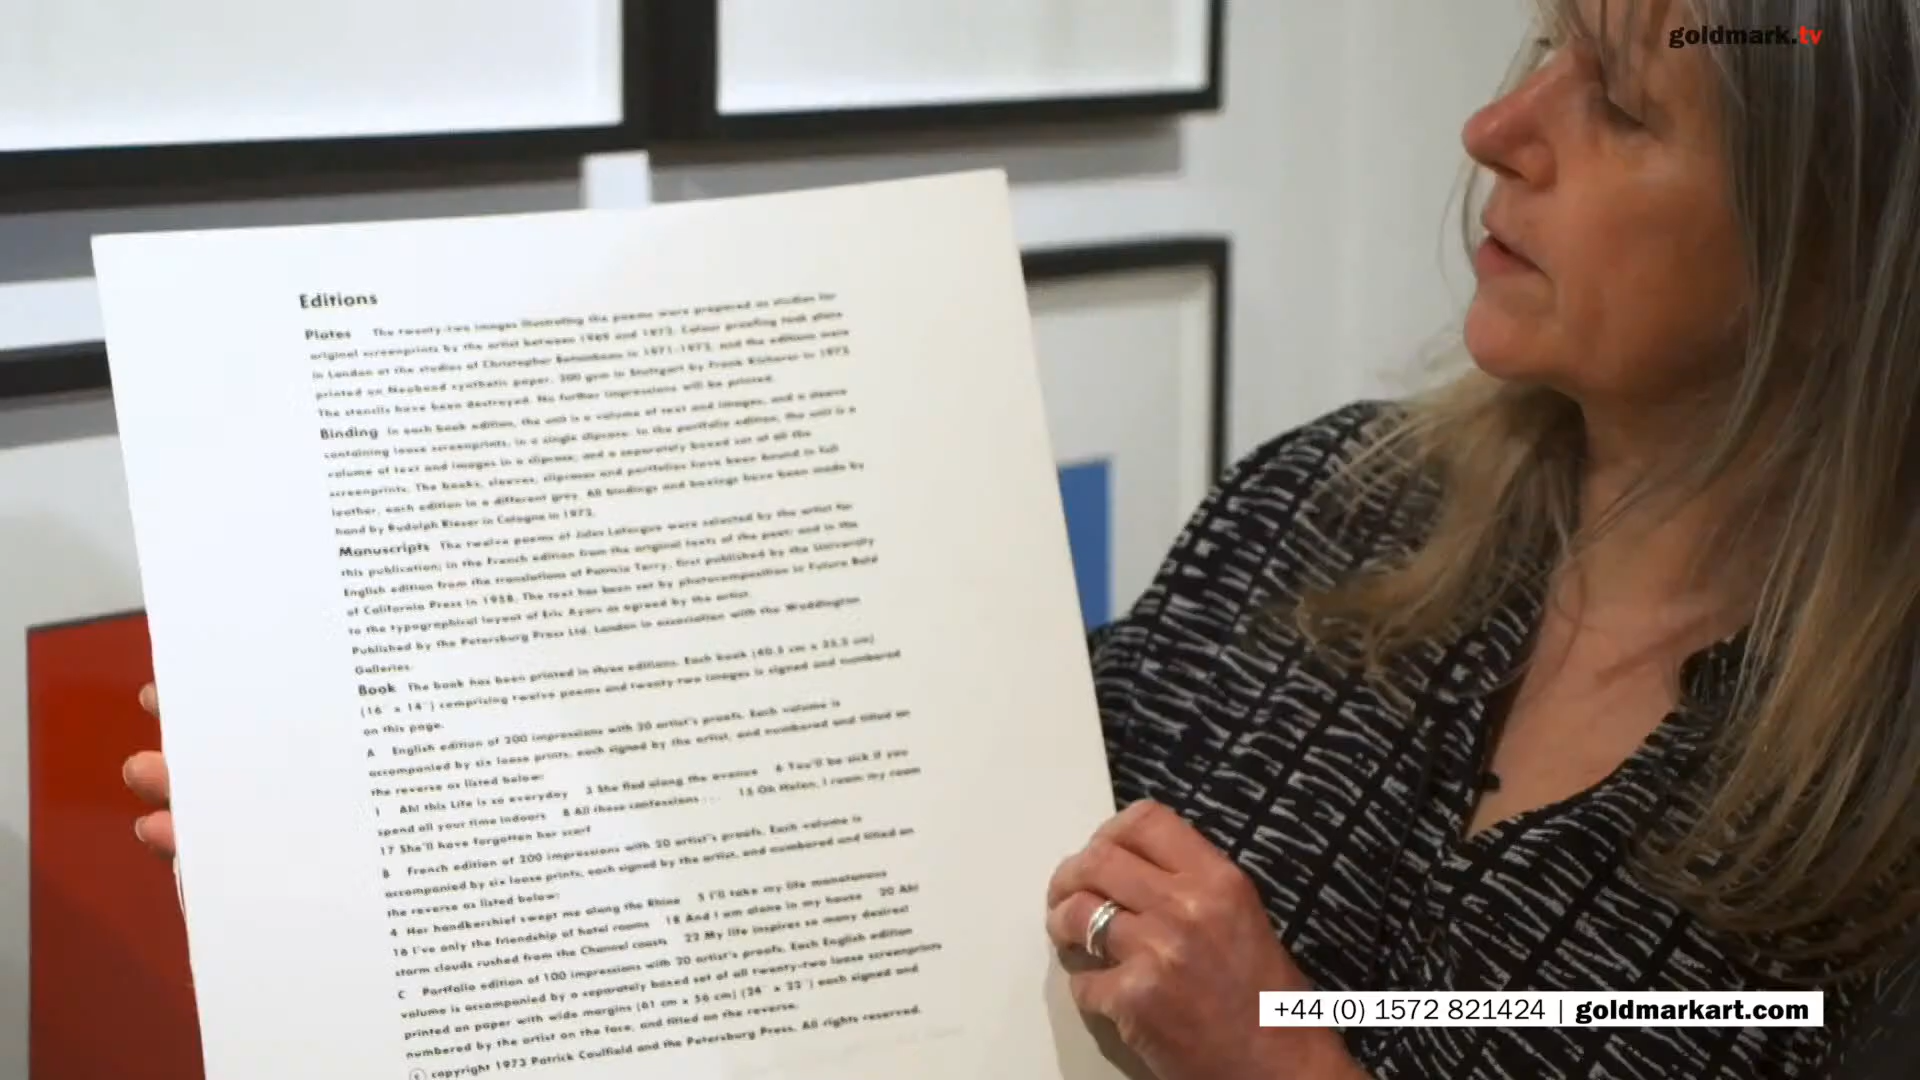 goldmark.tv
Editions
Plates The twenty-two images illustrating the poems were prepared as studies for
original screenprints by the artist between 1969 and 1972. Colour proofing took place
in London at the studios of Christopher Betambeau in 1971-1972, and the editions were
printed on Neobond synthetic paper, 200 grm in Stuttgart by Frank Kicherer in 1973.
The stencils have been destroyed. No further impressions will be printed.
Binding In each book edition, the unit is a volume of text and images, and a sleeve
containing loose screenprints, in a single slipcase. In the portfolio edition, the unit is a
volume of text and images in a slipcase, and a separately boxed set of all the
screenprints. The books, sleeves, slipcases and portfolios have been bound in full
leather, each edition in a different grey. All bindings and boxings have been made by
hand by Rudolph Rieser in Cologne in 1973.
Manuscripts The twelve poems of Jules Laforgue were selected by the artist for
this publication; in the French edition from the original texts of the poet; and in the
English edition from the translations of Patricia Terry, first published by the University
of California Press in 1958. The text has been set by photocomposition in Futura Bold
to the typographical layout of Eric Ayers as agreed by the artist.
Published by the Petersburg Press Ltd. London in association with the Waddington
Galleries.
Book The book has been printed in three editions. Each book (40.5 cm x 35.5 cm)
(16" x 14") comprising twelve poems and twenty-two images is signed and numbered
on this page.
A English edition of 200 impressions with 20 artist's proofs. Each volume is
accompanied by six loose prints, each signed by the artist, and numbered and titled on
the reverse as listed below:
1 Ah! this Life is so everyday 3 She fled along the avenue 6 You'll be sick if you
spend all your time indoors 8 All these confessions . . . 15 Oh Helen, I roam my room
17 She'll have forgotten her scarf
B French edition of 200 impressions with 20 artist's proofs. Each volume is
accompanied by six loose prints, each signed by the artist, and numbered and titled on
the reverse as listed below:
4 Her handkerchief swept me along the Rhine 5 I'll take my life monotonous
16 I've only the friendship of hotel rooms 18 And I am alone in my house 20 Ah!
storm clouds rushed from the Channel coasts 22 My life inspires so many desires!
C Portfolio edition of 100 impressions with 20 artist's proofs. Each English edition
volume is accompanied by a separately boxed set of all twenty-two loose screenprints
printed on paper with wide margins (61 cm x 56 cm) (24" x 22") each signed and
numbered by the artist on the face, and titled on the reverse.
© copyright 1973 Patrick Caulfield and the Petersburg Press. All rights reserved.
+44 (0) 1572 821424 | goldmarkart.com